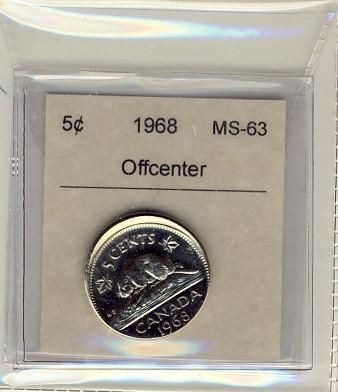 5¢ 1968 MS-63
Offcenter
5 CENTS
CANADA
1968